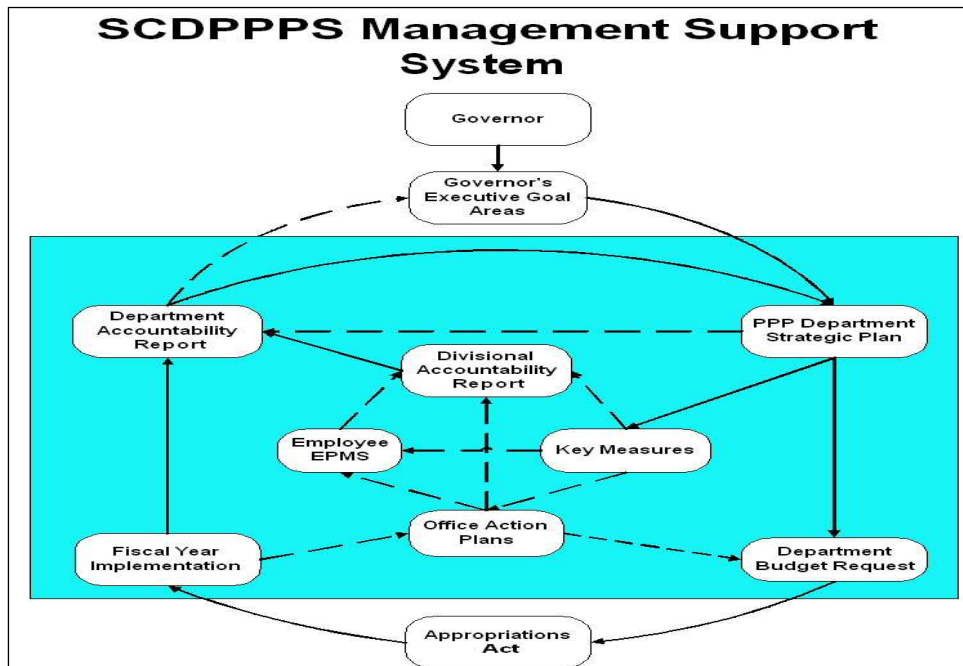 SCDPPPS Management Support
System
Governor
Governor's
Executive Goal
Areas
Department
Accountability
Report
PPP Department
Strategic Plan
Divisional
Accountability
Report
Employee
EPMS
Key Measures
Office Action
Plans
Fiscal Year
Implementation
Department
Budget Request
Appropriations
Act